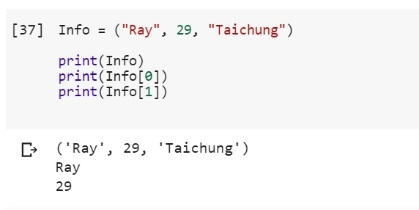 [37] Info = ("Ray", 29, "Taichung")
print(Info)
print(Info[0])
print(Info[1])
('Ray', 29, 'Taichung')
Ray
29